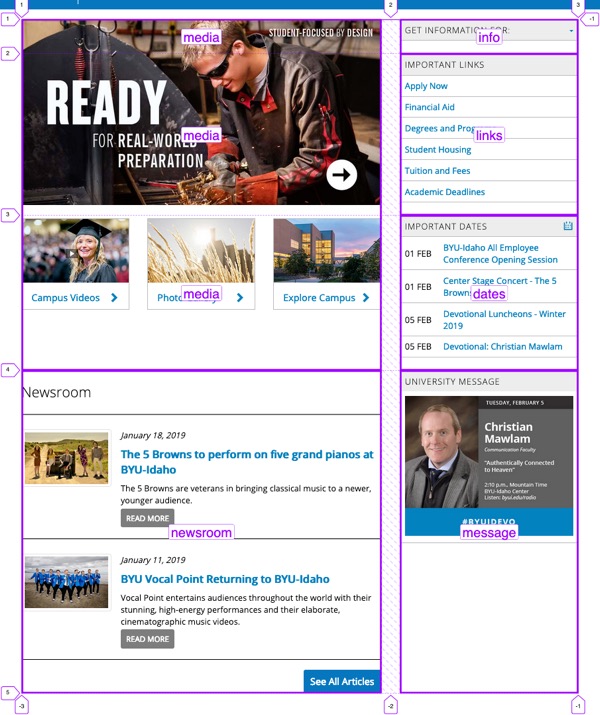 1
2
3
-1
1
STUDENT-FOCUSED BY DESIGN
media
GET INFORMATION FOR:
info
2
IMPORTANT LINKS
READY
FOR REAL-WORLD
PREPARATION
media
Apply Now
Financial Aid
Degrees and Prog
links
Student Housing
Tuition and Fees
Academic Deadlines
3
IMPORTANT DATES
01 FEB
BYU-Idaho All Employee
Conference Opening Session
01 FEB
Center Stage Concert - The 5
Browns
dates
05 FEB
Devotional Luncheons - Winter
2019
05 FEB
Devotional: Christian Mawlam
Campus Videos
Photo
media
Explore Campus
4
Newsroom
UNIVERSITY MESSAGE
TUESDAY, FEBRUARY 5
Christian
Mawlam
Communication Faculty
"Authentically Connected
to Heaven"
2:10 p.m., Mountain Time
BYU-Idaho Center
Listen: byui.edu/radio
#BYUIDEVO
message
January 18, 2019
The 5 Browns to perform on five grand pianos at
BYU-Idaho
The 5 Browns are veterans in bringing classical music to a newer,
younger audience.
READ MORE
newsroom
January 11, 2019
BYU Vocal Point Returning to BYU-Idaho
Vocal Point entertains audiences throughout the world with their
stunning, high-energy performances and their elaborate,
cinematographic music videos.
READ MORE
See All Articles
5
-3
-2
-1